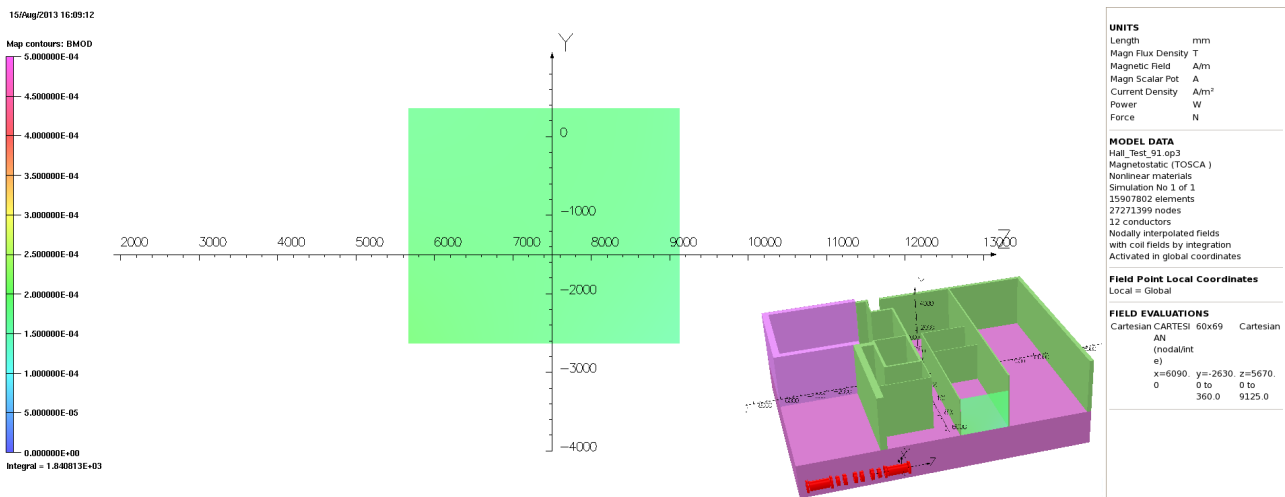 15/Aug/2013 16:09:12
Map contours: BMOD
5.000000E-04
4.500000E-04
4.000000E-04
3.500000E-04
3.000000E-04
2.500000E-04
2.000000E-04
1.500000E-04
1.000000E-04
5.000000E-05
0.000000E+00
Integral = 1.840813E+03
Y
0
-1000
2000 3000 4000 5000 6000 7000 8000 9000 10000 11000 12000 13000 Z
-2000
-3000
-4000
UNITS
Length mm
Magn Flux Density T
Magnetic Field A/m
Magn Scalar Pot A
Current Density A/m²
Power W
Force N
MODEL DATA
Hall_Test_91.op3
Magnetostatic (TOSCA )
Nonlinear materials
Simulation No 1 of 1
15907802 elements
27271399 nodes
12 conductors
Nodally interpolated fields
with coil fields by integration
Activated in global coordinates
Field Point Local Coordinates
Local = Global
FIELD EVALUATIONS
Cartesian CARTESI 60x69 Cartesian
AN
(nodal/int
e)
x=6090. y=-2630. z=5670.
0 0 to 0 to
360.0 9125.0